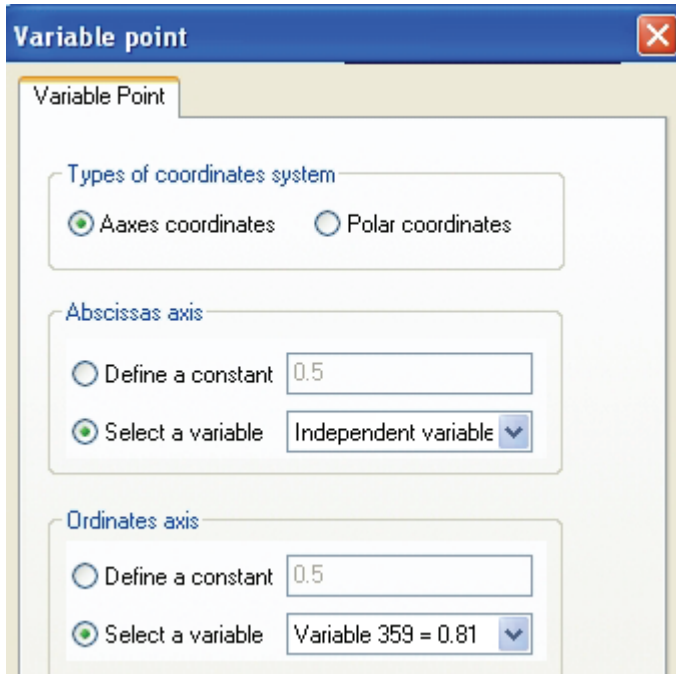 Variable point
Variable Point
Types of coordinates system
Aaxes coordinates Polar coordinates
Abscissas axis
Define a constant 0.5
Select a variable Independent variable
Ordinates axis
Define a constant 0.5
Select a variable Variable 359 = 0.81